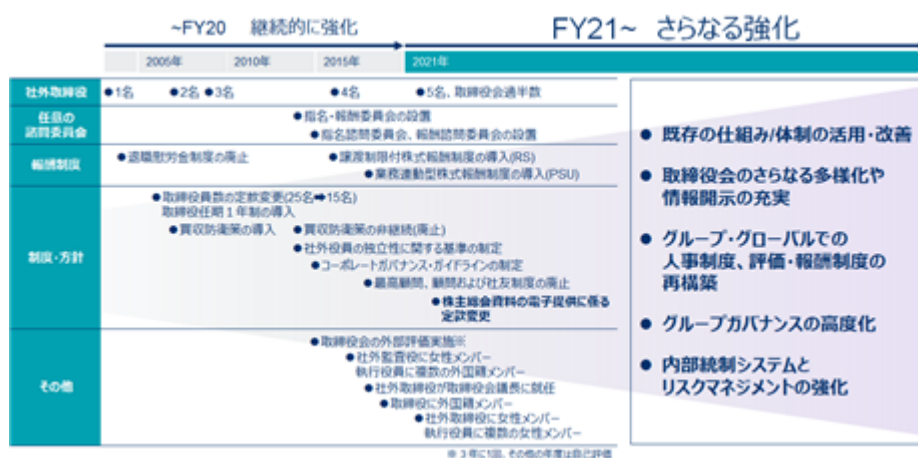 ~FY20 継続的に強化
FY21~ さらなる強化
2005年 2010年 2015年 2021年
社外取締役
●1名 ●2名 ●3名 ●4名 ●5名、取締役会過半数
任意の
諮問委員会
●指名・報酬委員会の設置
●指名諮問委員会、報酬諮問委員会の設置
報酬制度
●退職慰労金制度の廃止 ●譲渡制限付株式報酬制度の導入(RS)
●業務連動型株式報酬制度の導入(PSU)
制度・方針
●取締役員数の定款変更(25名➡15名)
取締役任期1年制の導入
●買収防衛策の導入 ●買収防衛策の非継続(廃止)
●社外役員の独立性に関する基準の制定
●コーポレートガバナンス・ガイドラインの制定
●最高顧問、顧問および社友制度の廃止
●株主総会資料の電子提供に係る
定款変更
その他
●取締役会の外部評価実施※
●社外監査役に女性メンバー
執行役員に複数の外国籍メンバー
●社外取締役が取締役会議長に就任
●取締役に外国籍メンバー
●社外取締役に女性メンバー
執行役員に複数の女性メンバー
※3年に1回、その他の年度は自己評価
● 既存の仕組み/体制の活用・改善
● 取締役会のさらなる多様化や
情報開示の充実
● グループ・グローバルでの
人事制度、評価・報酬制度の
再構築
● グループガバナンスの高度化
● 内部統制システムと
リスクマネジメントの強化